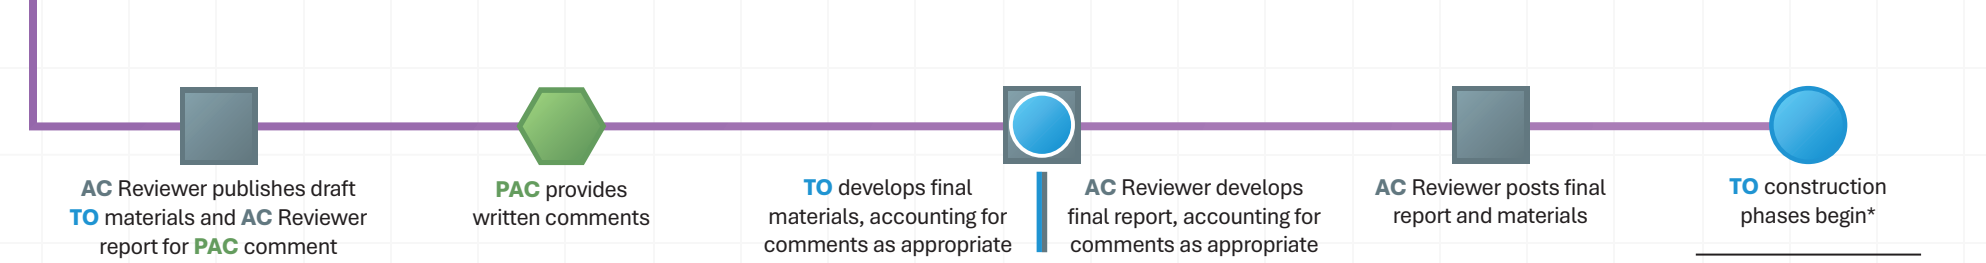 AC Reviewer publishes draft
TO materials and AC Reviewer
report for PAC comment
PAC provides
written comments
TO develops final
materials, accounting for
comments as appropriate
AC Reviewer develops
final report, accounting for
comments as appropriate
AC Reviewer posts final
report and materials
TO construction
phases begin*